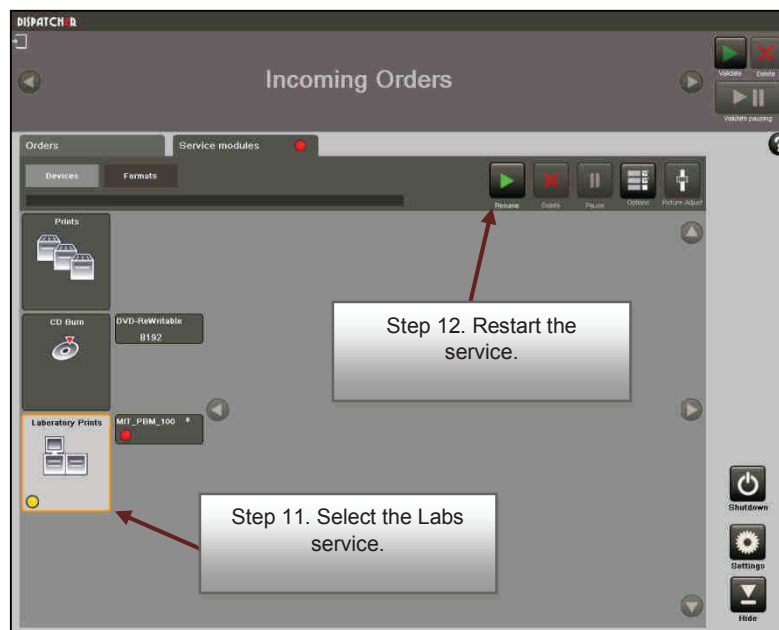 DISPATCHER
Incoming Orders
Validate
Delete
Validate pausing
Orders
Service modules
?
Devices
Formats
Resume
Delete
Pause
Options
Picture Adjust
Prints
CD Burn
DVD-ReWritable
8192
Laboratory Prints
MIT_PBM_100 *
Step 12. Restart the
service.
Step 11. Select the Labs
service.
Shutdown
Settings
Hide